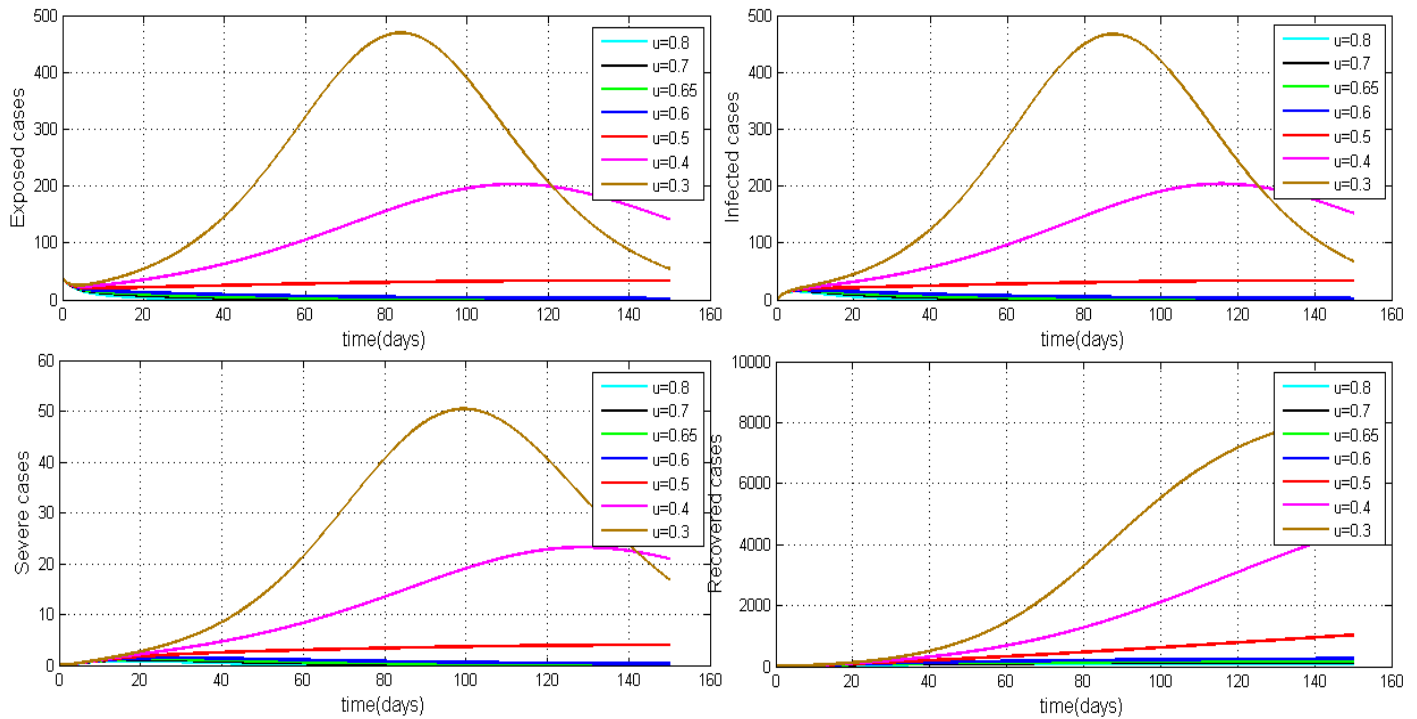 500
400
300
200
100
0
Exposed cases
0 20 40 60 80 100 120 140 160
time(days)
u=0.8
u=0.7
u=0.65
u=0.6
u=0.5
u=0.4
u=0.3
500
400
300
200
100
0
Infected cases
0 20 40 60 80 100 120 140 160
time(days)
u=0.8
u=0.7
u=0.65
u=0.6
u=0.5
u=0.4
u=0.3
60
50
40
30
20
10
0
Severe cases
0 20 40 60 80 100 120 140 160
time(days)
u=0.8
u=0.7
u=0.65
u=0.6
u=0.5
u=0.4
u=0.3
10000
8000
6000
4000
2000
0
Recovered cases
0 20 40 60 80 100 120 140 160
time(days)
u=0.8
u=0.7
u=0.65
u=0.6
u=0.5
u=0.4
u=0.3